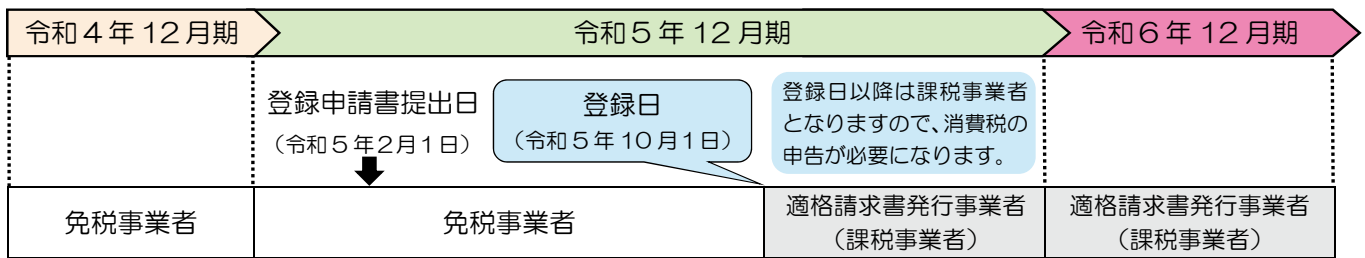 令和4年12月期
令和5年12月期
令和6年12月期
登録申請書提出日
（令和5年2月1日）
登録日
（令和5年10月1日）
登録日以降は課税事業者
となりますので、消費税の
申告が必要になります。
免税事業者
免税事業者
適格請求書発行事業者
（課税事業者）
適格請求書発行事業者
（課税事業者）